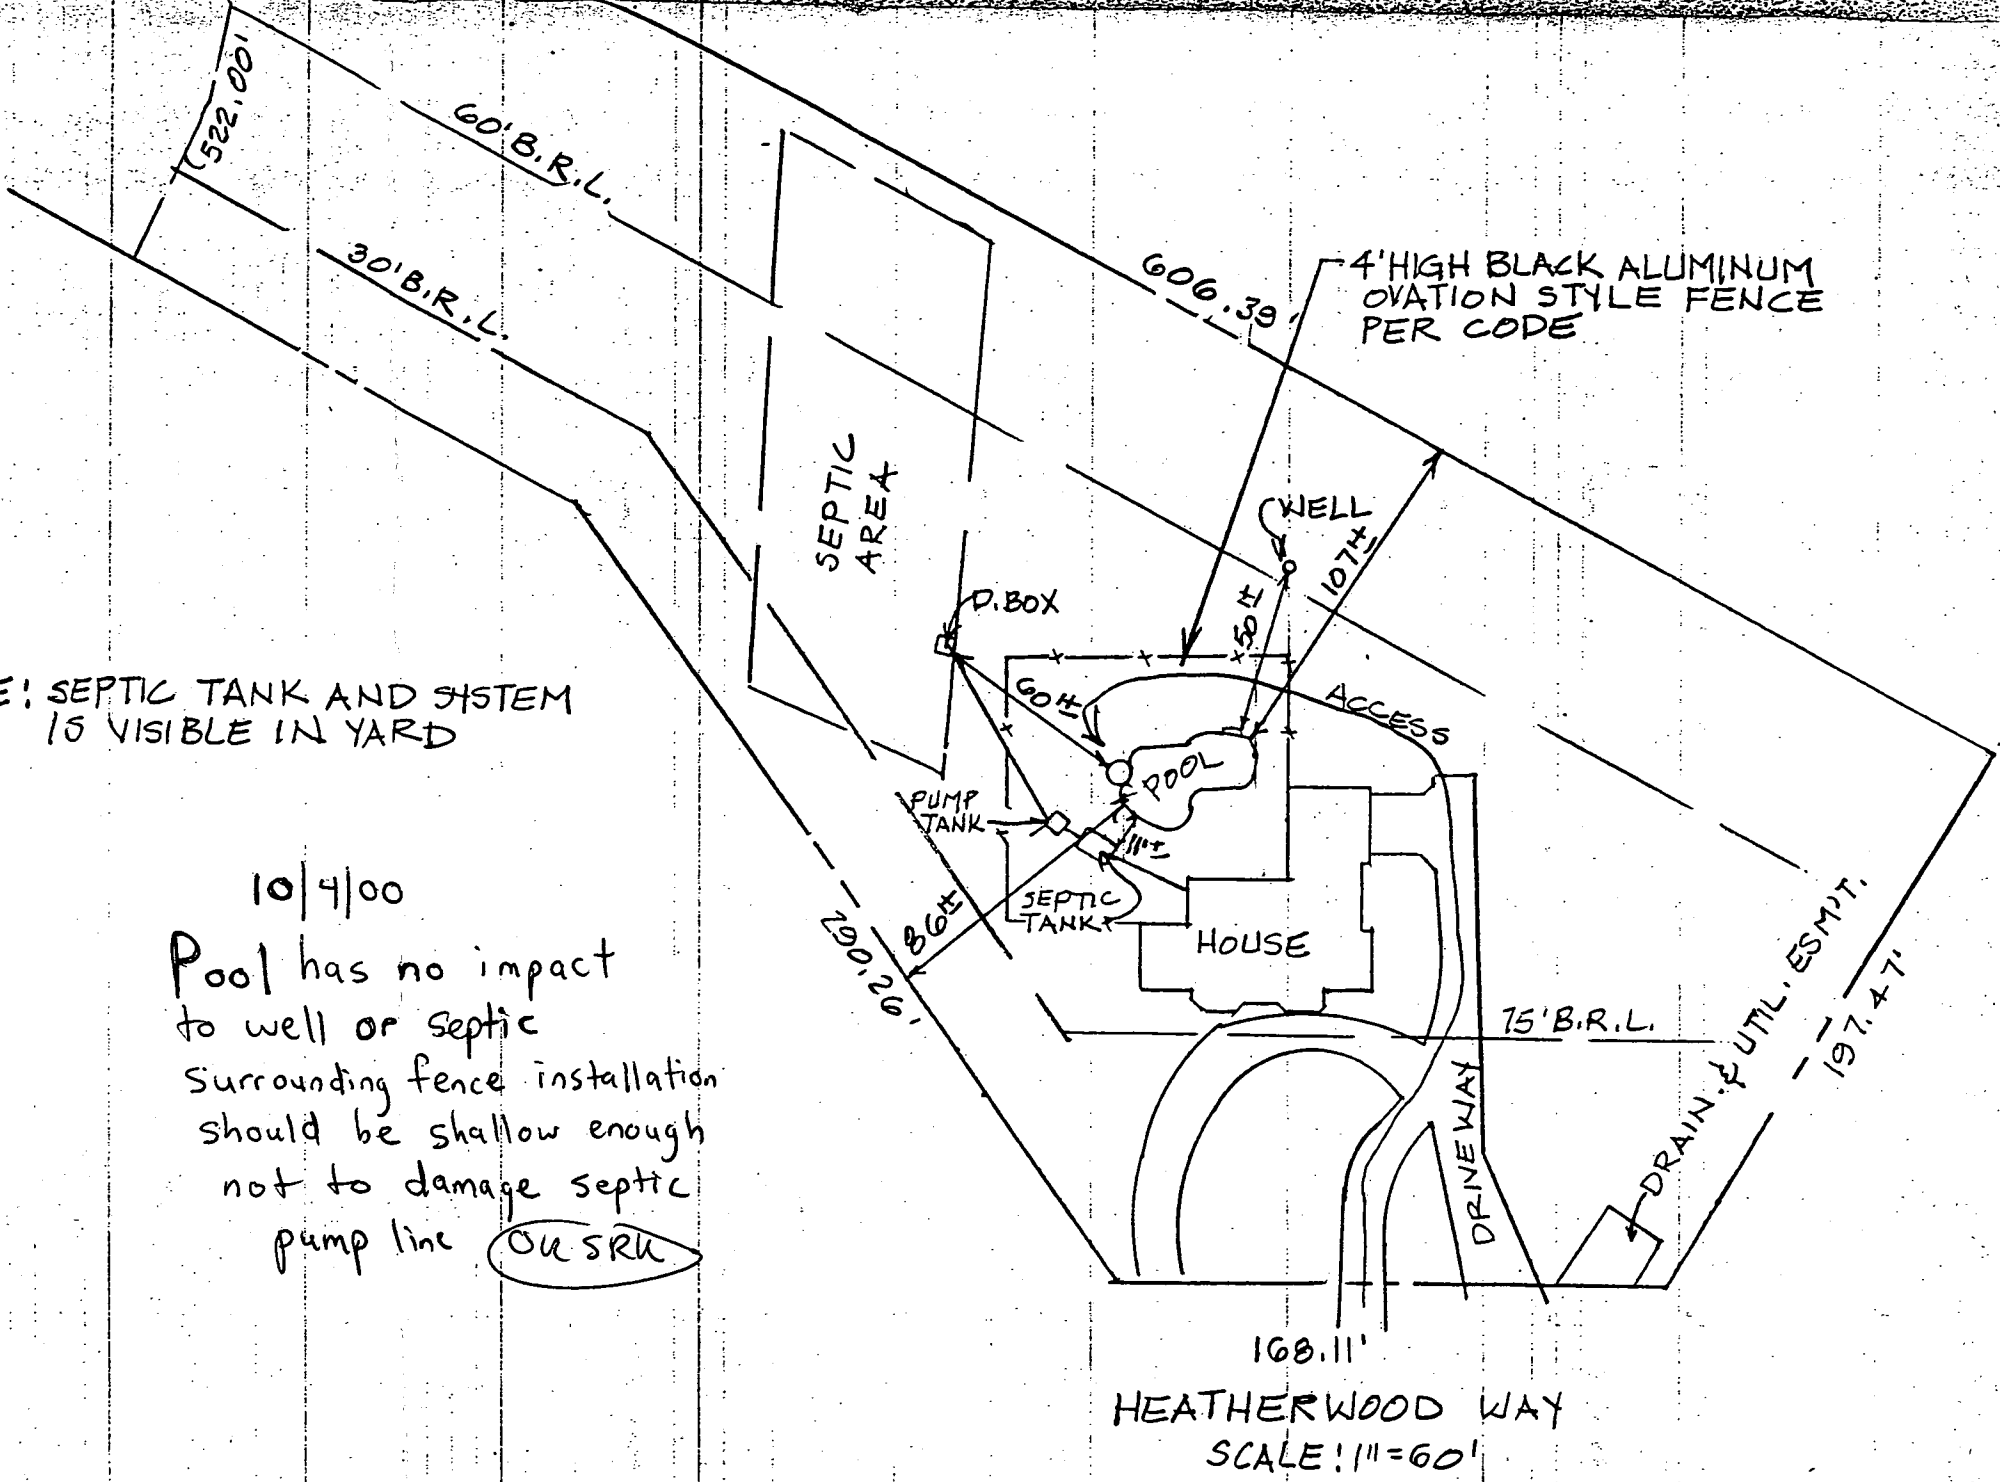 (522.00'
60' B.R.L.
30' B.R.L.
606.39'
4' HIGH BLACK ALUMINUM
OVATION STYLE FENCE
PER CODE
SEPTIC
AREA
WELL
107'±
50'±
D. BOX
60'±
ACCESS
E: SEPTIC TANK AND SYSTEM
IS VISIBLE IN YARD
POOL
PUMP
TANK
11'±
SEPTIC
TANK
86'±
290.26'
HOUSE
10/4/00
Pool has no impact
to well or septic
Surrounding fence installation
should be shallow enough
not to damage septic
pump line OK SRK
75' B.R.L.
DRIVEWAY
DRAIN. & UTIL. ESM'T.
197.47'
168.11'
HEATHERWOOD WAY
SCALE: 1"=60'